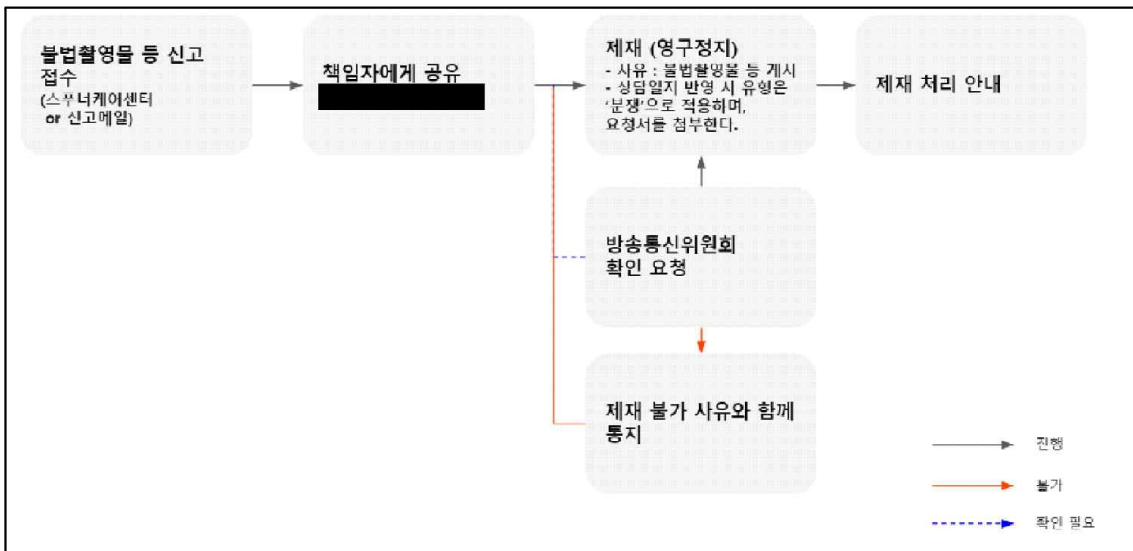 불법촬영물 등 신고
접수
(스푸너케어센터
or 신고메일)
책임자에게 공유
제재 (영구정지)
- 사유 : 불법촬영물 등 게시
- 상담일지 반영 시 유형은
'분쟁'으로 적용하며,
요청서를 첨부한다.
제재 처리 안내
방송통신위원회
확인 요청
제재 불가 사유와 함께
통지
진행
불가
확인 필요